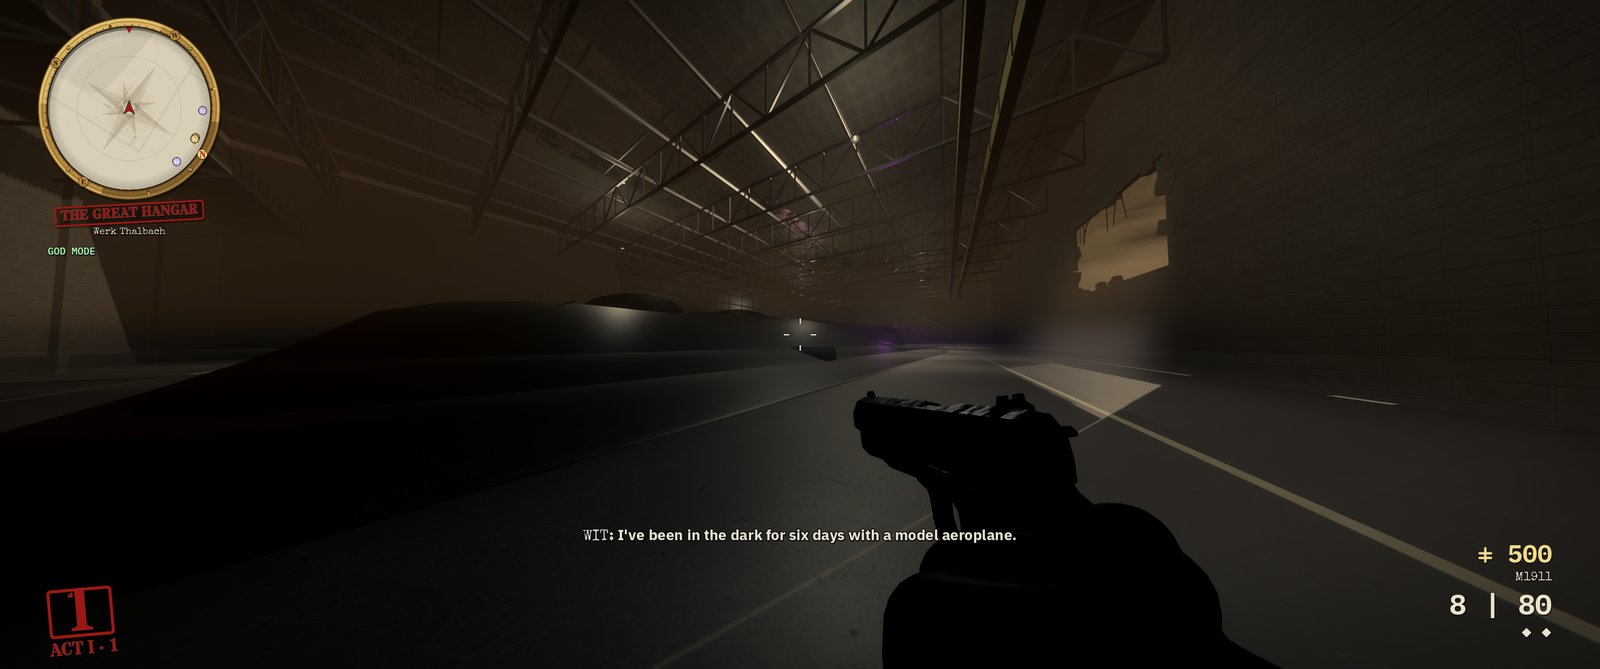 W
S
N
E
THE GREAT HANGAR
Werk Thalbach
GOD MODE
WIT: I've been in the dark for six days with a model aeroplane.
500
M1911
8 | 80
1
ACT I · 1